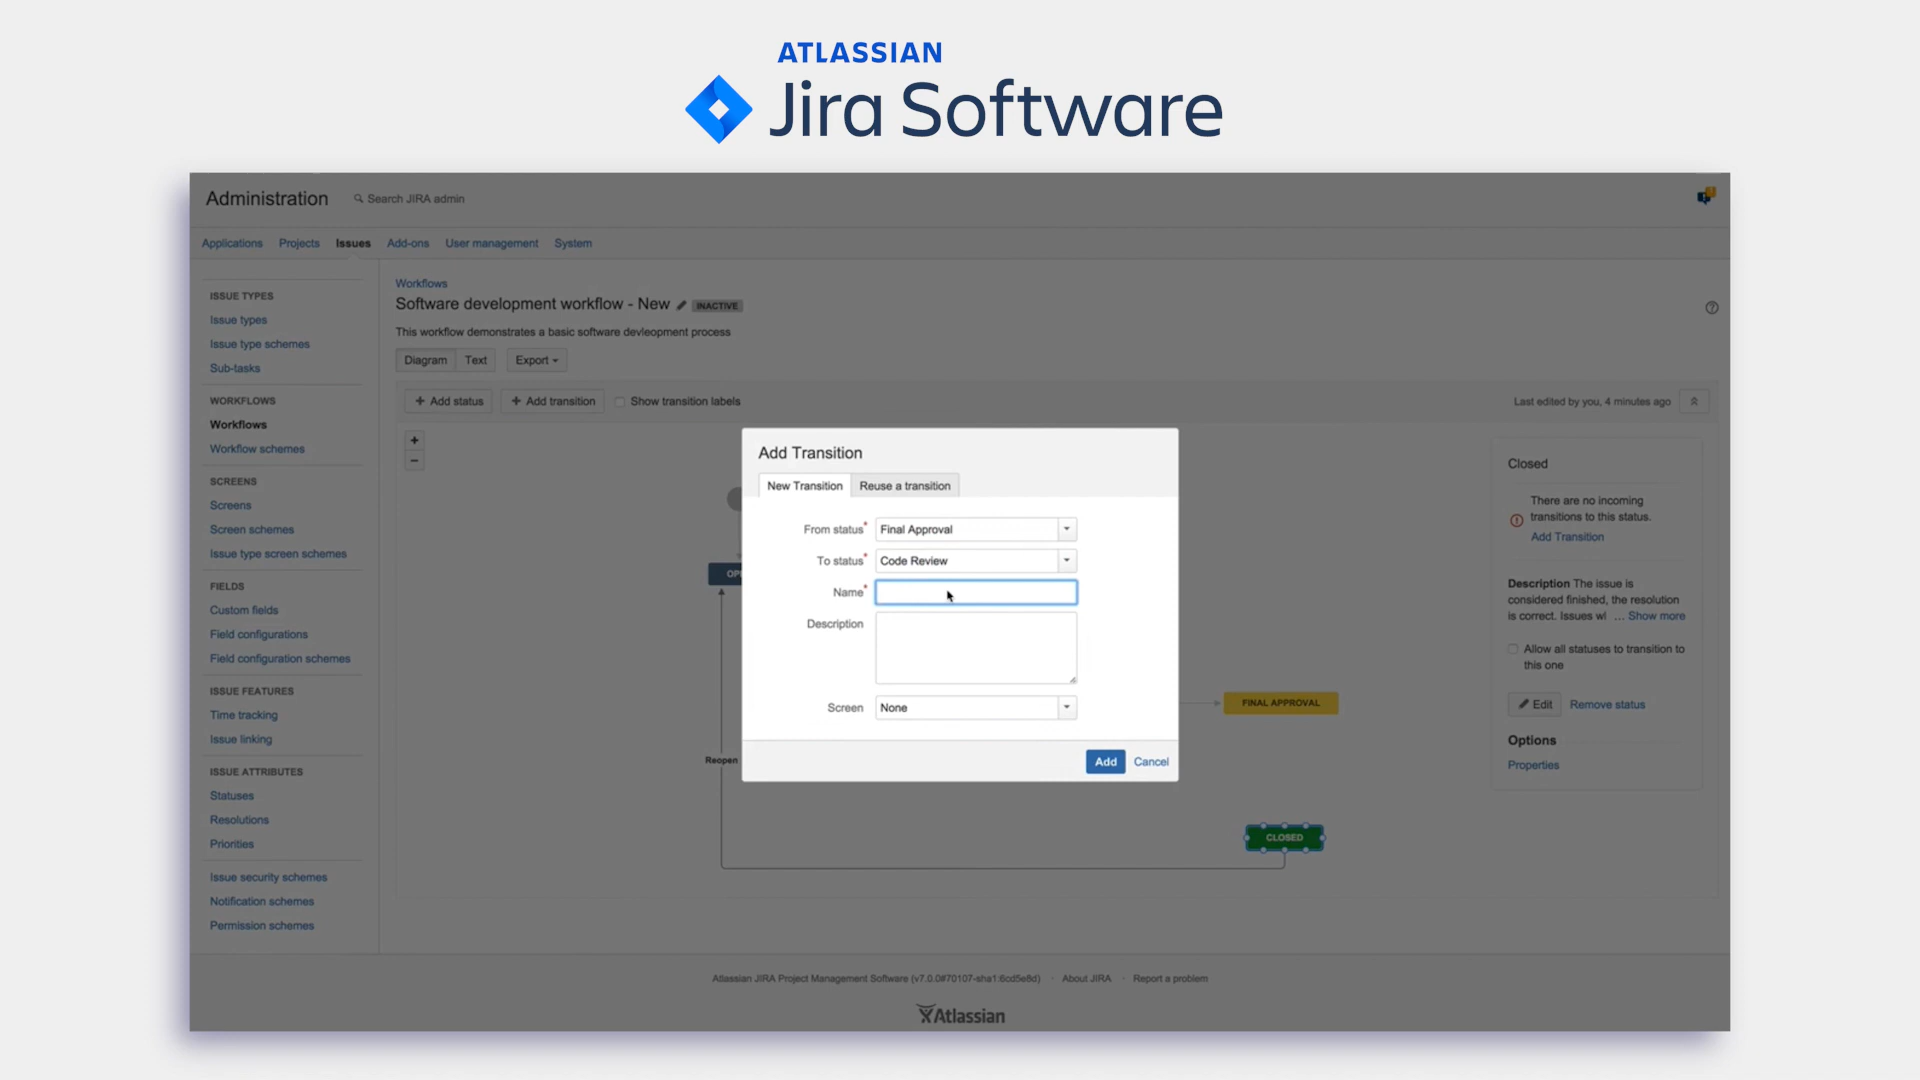 ATLASSIAN
Jira Software
Administration
Search JIRA admin
Applications Projects Issues Add-ons User management System
ISSUE TYPES
Issue types
Issue type schemes
Sub-tasks
WORKFLOWS
Workflows
Workflow schemes
SCREENS
Screens
Screen schemes
Issue type screen schemes
FIELDS
Custom fields
Field configurations
Field configuration schemes
ISSUE FEATURES
Time tracking
Issue linking
ISSUE ATTRIBUTES
Statuses
Resolutions
Priorities
Issue security schemes
Notification schemes
Permission schemes
Workflows
Software development workflow - New INACTIVE
This workflow demonstrates a basic software devleopment process
Diagram Text Export
+ Add status + Add transition Show transition labels
Last edited by you, 4 minutes ago
+
−
OP
Reopen
Add Transition
New Transition Reuse a transition
From status* Final Approval
To status* Code Review
Name*
Description
Screen None
Add Cancel
FINAL APPROVAL
CLOSED
Closed
There are no incoming
transitions to this status.
Add Transition
Description The issue is
considered finished, the resolution
is correct. Issues wi ... Show more
Allow all statuses to transition to
this one
Edit Remove status
Options
Properties
Atlassian JIRA Project Management Software (v7.0.0#70107-sha1:6cd5e8d) · About JIRA · Report a problem
Atlassian